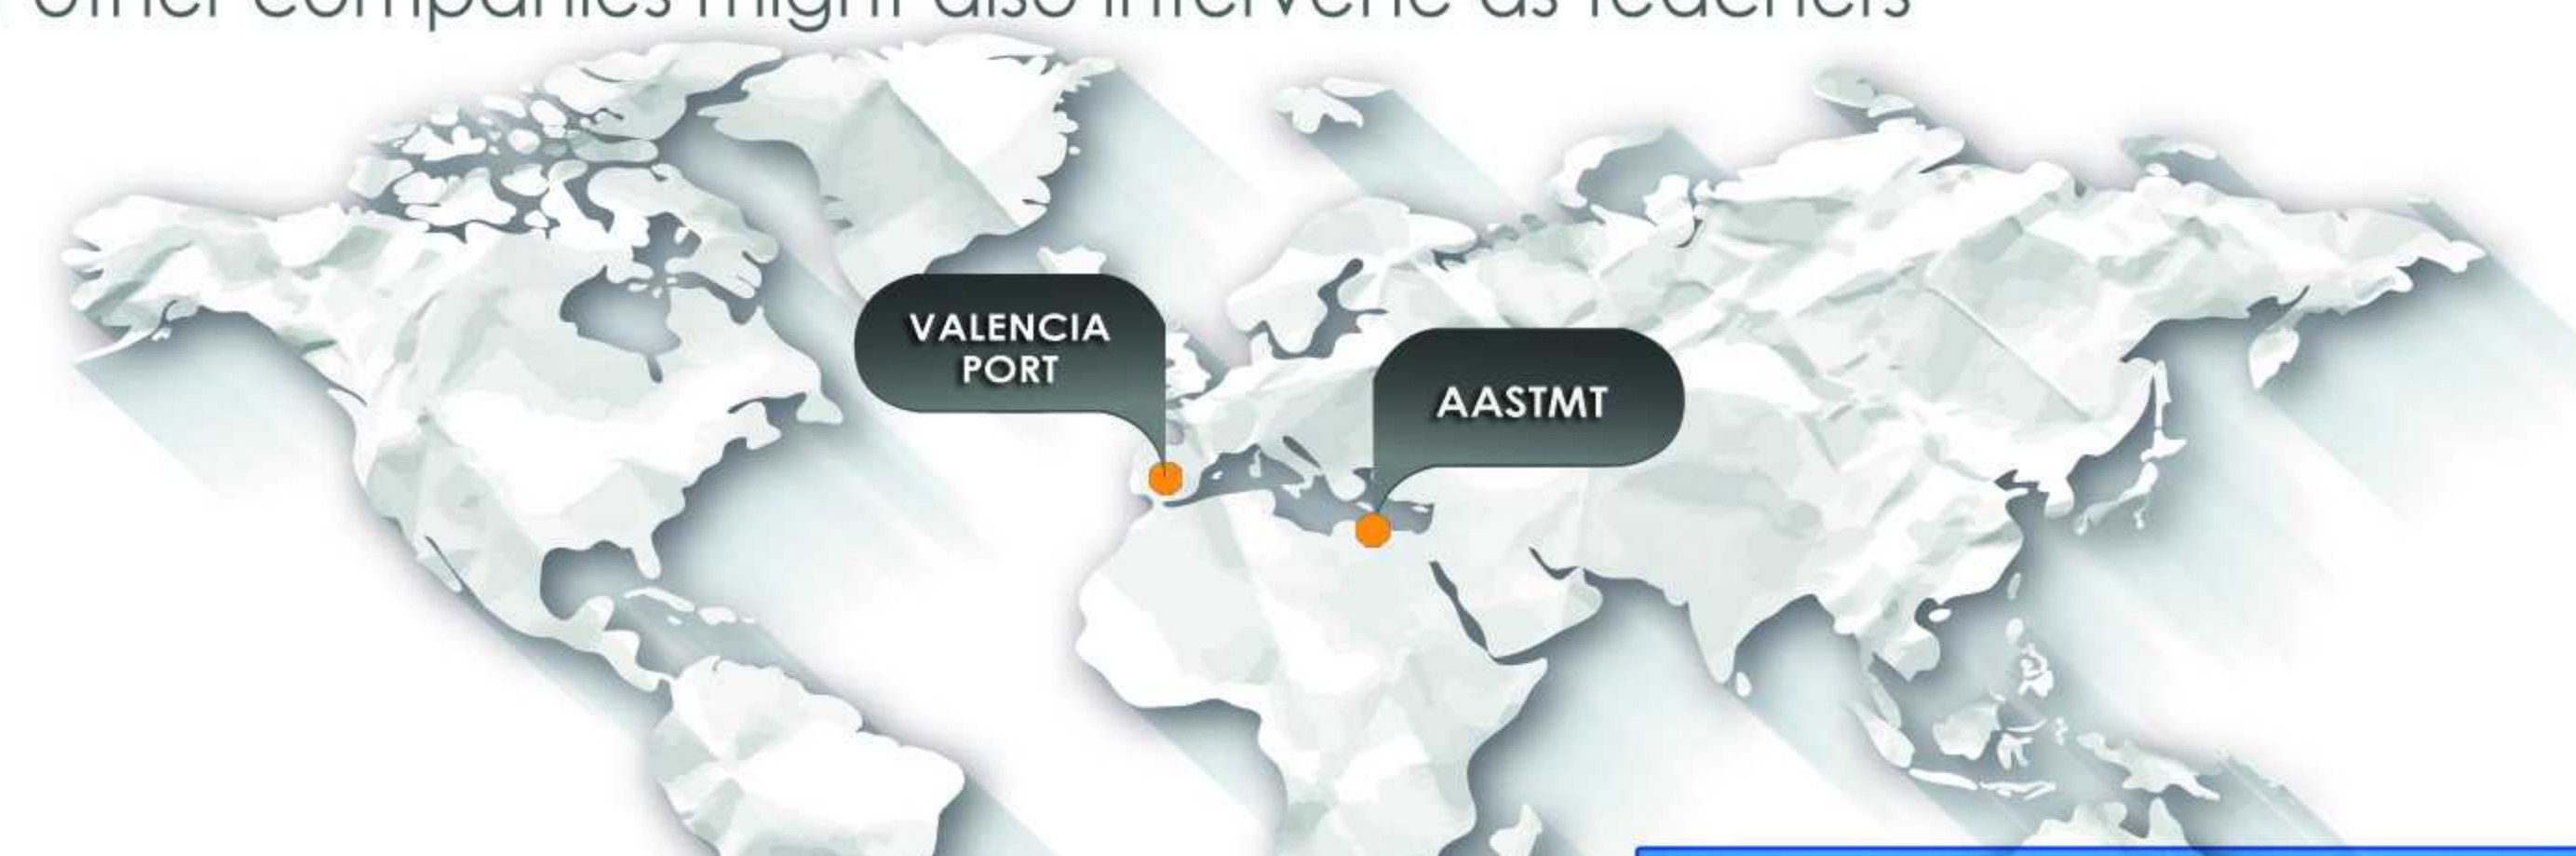 other companies might also intervene as teachers
VALENCIA
PORT
AASTMT